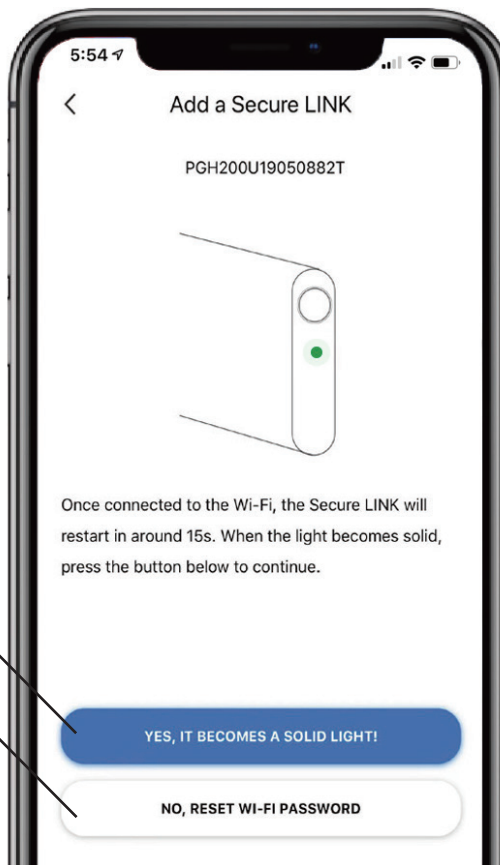 5:54
Add a Secure LINK
PGH200U19050882T
Once connected to the Wi-Fi, the Secure LINK will
restart in around 15s. When the light becomes solid,
press the button below to continue.
YES, IT BECOMES A SOLID LIGHT!
NO, RESET WI-FI PASSWORD